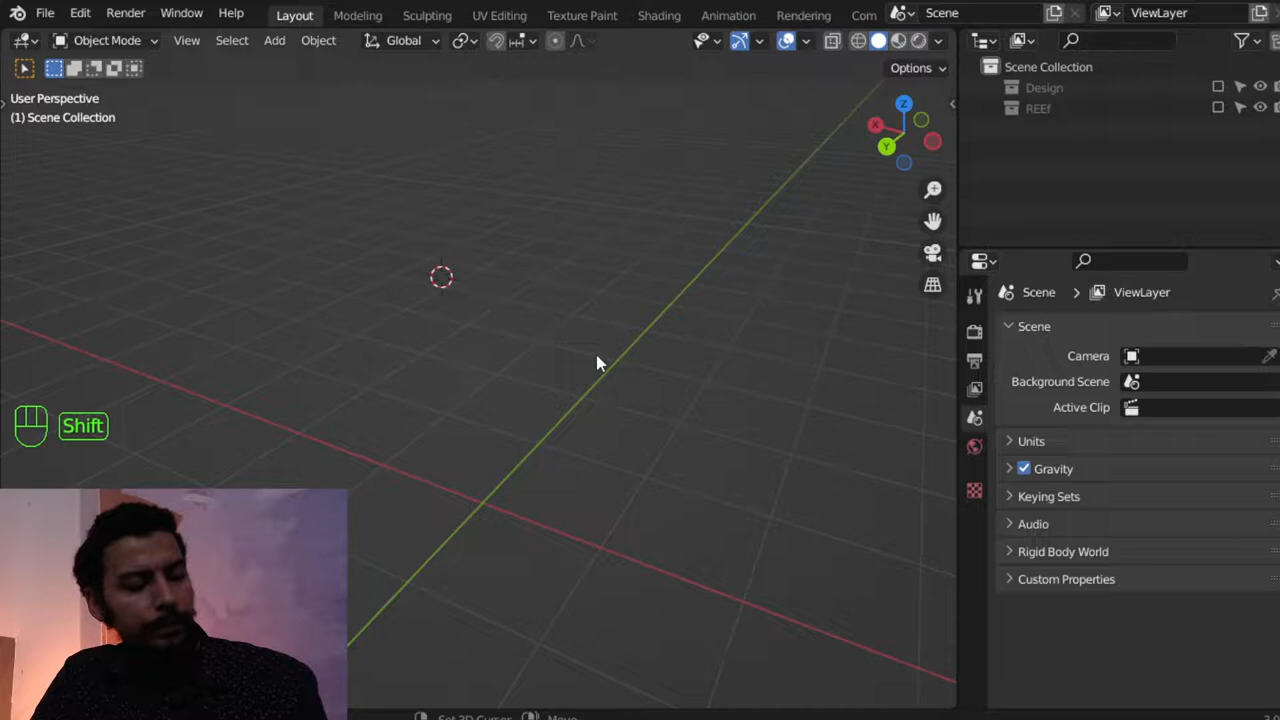 File Edit Render Window Help Layout Modeling Sculpting UV Editing Texture Paint Shading Animation Rendering Com Scene ViewLayer
Object Mode View Select Add Object Global
Options
User Perspective
(1) Scene Collection
Z
X
Y
Shift
Scene Collection
Design
REEf
Scene > ViewLayer
Scene
Camera
Background Scene
Active Clip
Units
Gravity
Keying Sets
Audio
Rigid Body World
Custom Properties
Set 3D Cursor Move